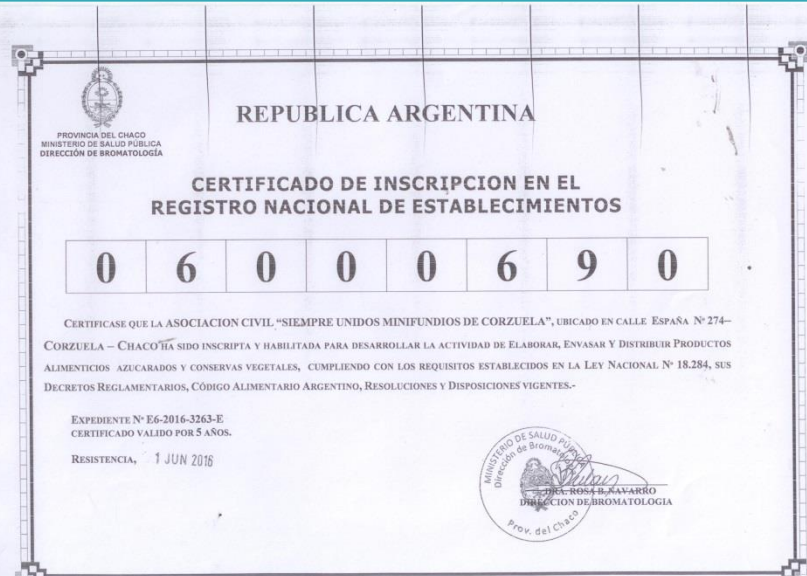 PROVINCIA DEL CHACO
MINISTERIO DE SALUD PÚBLICA
DIRECCIÓN DE BROMATOLOGÍA
REPUBLICA ARGENTINA
CERTIFICADO DE INSCRIPCION EN EL
REGISTRO NACIONAL DE ESTABLECIMIENTOS
0 6 0 0 0 6 9 0
CERTIFICASE QUE LA ASOCIACION CIVIL "SIEMPRE UNIDOS MINIFUNDIOS DE CORZUELA", UBICADO EN CALLE ESPAÑA Nº 274–
CORZUELA – CHACO HA SIDO INSCRIPTA Y HABILITADA PARA DESARROLLAR LA ACTIVIDAD DE ELABORAR, ENVASAR Y DISTRIBUIR PRODUCTOS
ALIMENTICIOS AZUCARADOS Y CONSERVAS VEGETALES, CUMPLIENDO CON LOS REQUISITOS ESTABLECIDOS EN LA LEY NACIONAL Nº 18.284, SUS
DECRETOS REGLAMENTARIOS, CÓDIGO ALIMENTARIO ARGENTINO, RESOLUCIONES Y DISPOSICIONES VIGENTES.-
EXPEDIENTE Nº E6-2016-3263-E
CERTIFICADO VALIDO POR 5 AÑOS.
RESISTENCIA, 1 JUN 2016
MINISTERIO DE SALUD PÚBLICA
Dirección de Bromatología
Prov. del Chaco
DRA. ROSA B. NAVARRO
DIRECCION DE BROMATOLOGIA